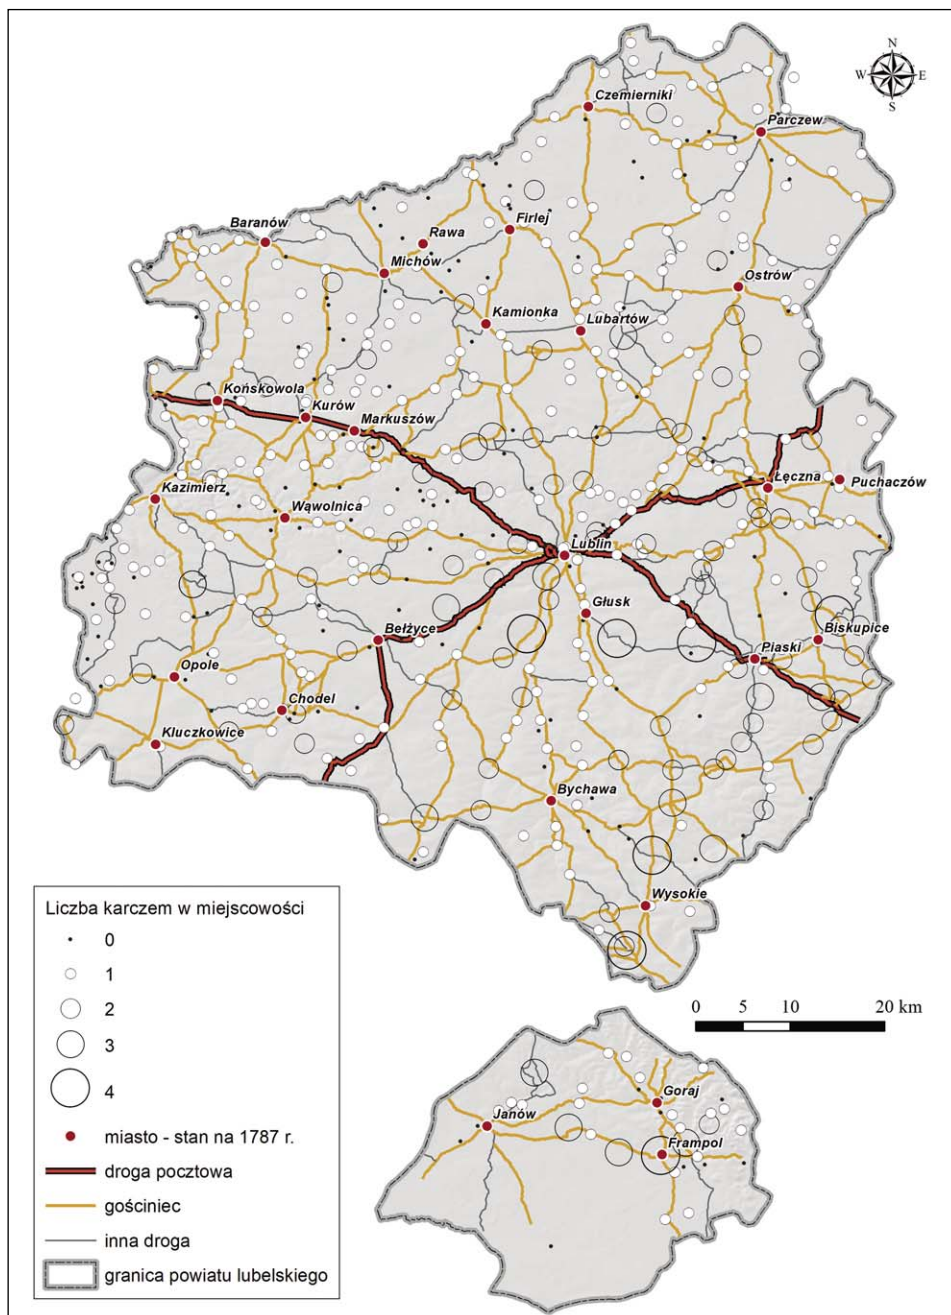 N
W E
S
Czemierniki
Parczew
Baranów
Rawa
Firlej
Michów
Ostrów
Kamionka
Lubartów
Końskowola
Kurów
Markuszów
Łęczna
Puchaczów
Kazimierz
Wąwolnica
Lublin
Głusk
Bełżyce
Biskupice
Piaski
Opole
Chodel
Kluczkowice
Bychawa
Wysokie
Liczba karczem w miejscowości
0
1
2
3
4
miasto - stan na 1787 r.
droga pocztowa
gościniec
inna droga
granica powiatu lubelskiego
0 5 10 20 km
Goraj
Janów
Frampol